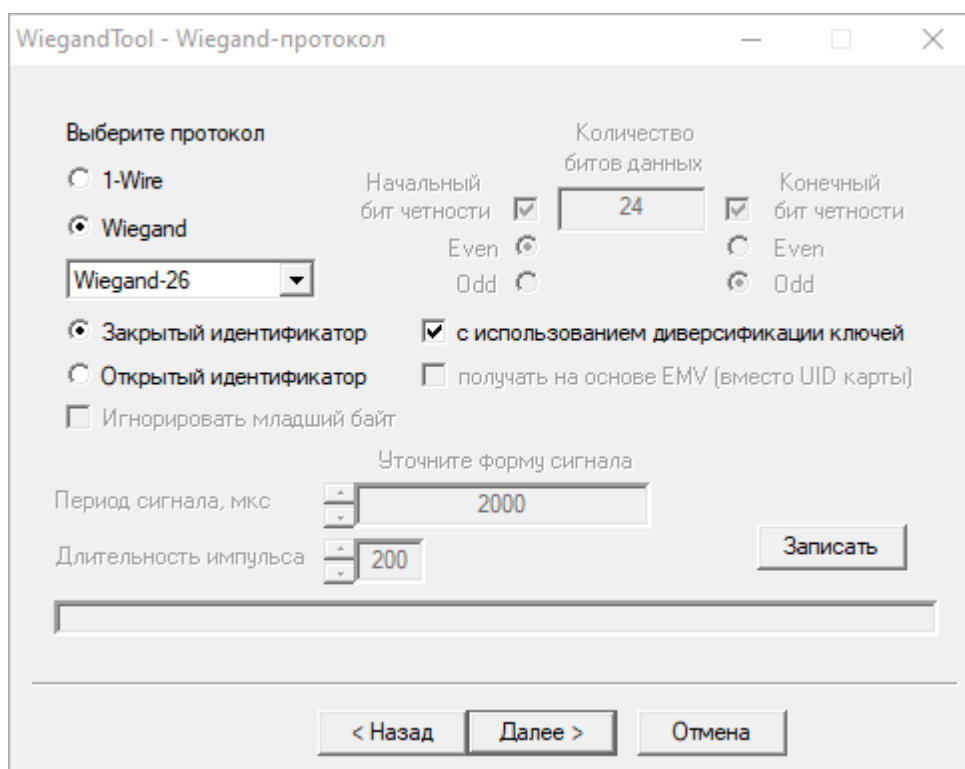 WiegandTool - Wiegand-протокол
Выберите протокол
1-Wire
Wiegand
Wiegand-26
Начальный
бит четности
Even
Odd
Количество
битов данных
24
Конечный
бит четности
Even
Odd
Закрытый идентификатор
с использованием диверсификации ключей
Открытый идентификатор
получать на основе EMV (вместо UID карты)
Игнорировать младший байт
Уточните форму сигнала
Период сигнала, мкс
2000
Длительность импульса
200
Записать
< Назад
Далее >
Отмена